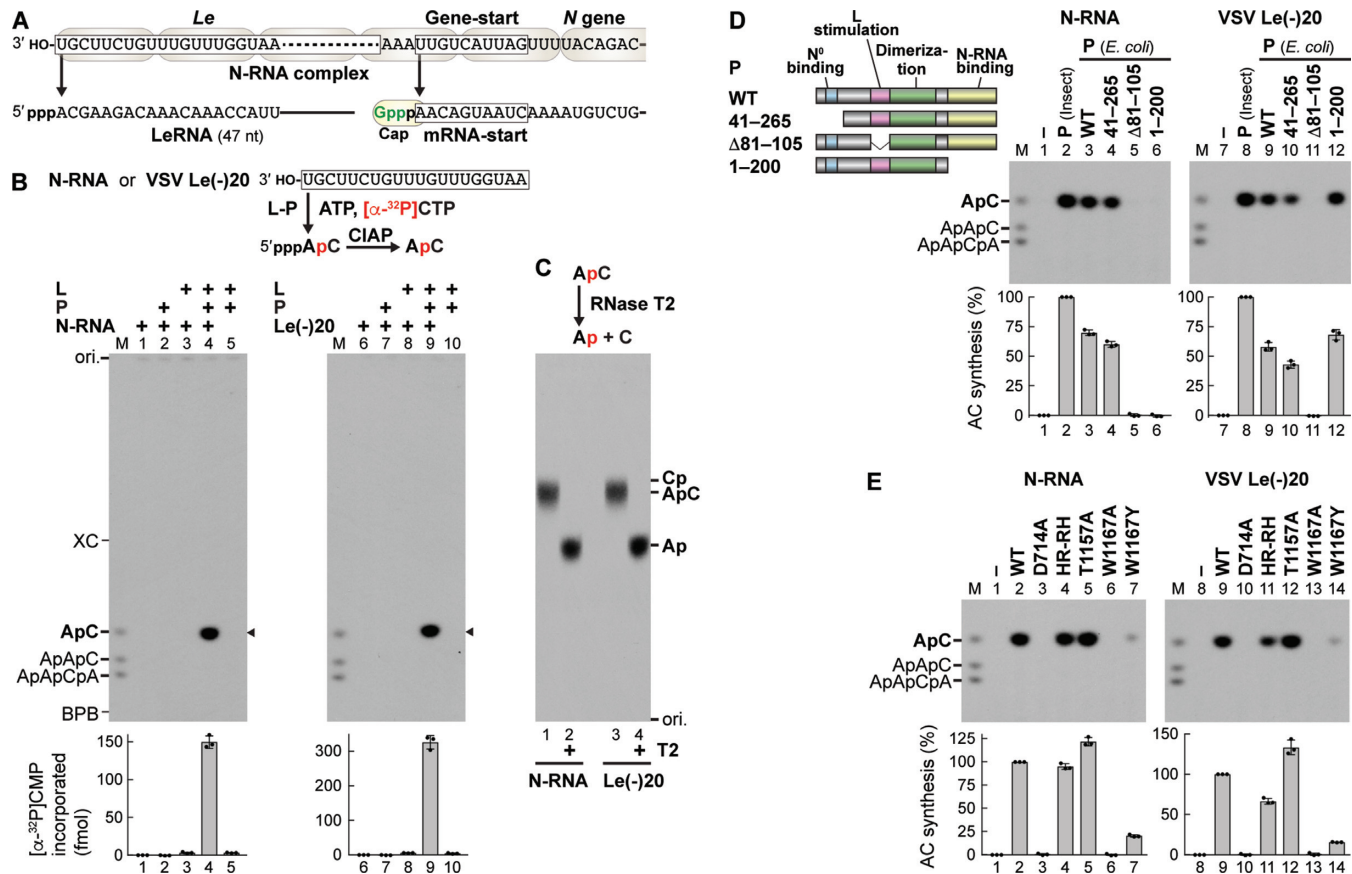 A
Le
Gene-start
N gene
3′ HO-UGCUUCUGUUUGUUUGGUAA AAAUUGUCAUUAGUUUUACAGAC-
N-RNA complex
pppACGAAGACAAACAAACCAUU GpppAACAGUAAUCAAAAUGUCUG-
LeRNA (47 nt)
Cap
mRNA-start
B
N-RNA or VSV Le(-)20 3′ HO-UGCUUCUGUUUGUUUGGUAA
L-P ATP, [α-³²P]CTP
5′pppApC CIAP ApC
L + + +
P + + +
N-RNA + + + +
M 1 2 3 4 5
ori.
XC
ApC
ApApC
ApApCpA
BPB
[α-³²P]CMP
incorporated
(fmol)
150
100
50
0
1 2 3 4 5
L + + +
P + + +
Le(-)20 + + + +
M 6 7 8 9 10
300
200
100
0
6 7 8 9 10
C
ApC
RNase T2
Ap + C
Cp
ApC
Ap
ori.
1 2 3 4
+ + T2
N-RNA Le(-)20
D
P
L
stimulation
N⁰
binding
Dimeriza-
tion
N-RNA
binding
WT
41–265
Δ81–105
1–200
N-RNA
P (E. coli)
– P (Insect) WT 41–265 Δ81–105 1–200
M 1 2 3 4 5 6
ApC
ApApC
ApApCpA
AC synthesis (%)
100
75
50
25
0
1 2 3 4 5 6
VSV Le(-)20
P (E. coli)
– P (Insect) WT 41–265 Δ81–105 1–200
M 7 8 9 10 11 12
100
75
50
25
0
7 8 9 10 11 12
E
N-RNA
– WT D714A HR-RH T1157A W1167A W1167Y
M 1 2 3 4 5 6 7
ApC
ApApC
ApApCpA
AC synthesis (%)
125
100
75
50
25
0
1 2 3 4 5 6 7
VSV Le(-)20
– WT D714A HR-RH T1157A W1167A W1167Y
M 8 9 10 11 12 13 14
150
100
50
0
8 9 10 11 12 13 14